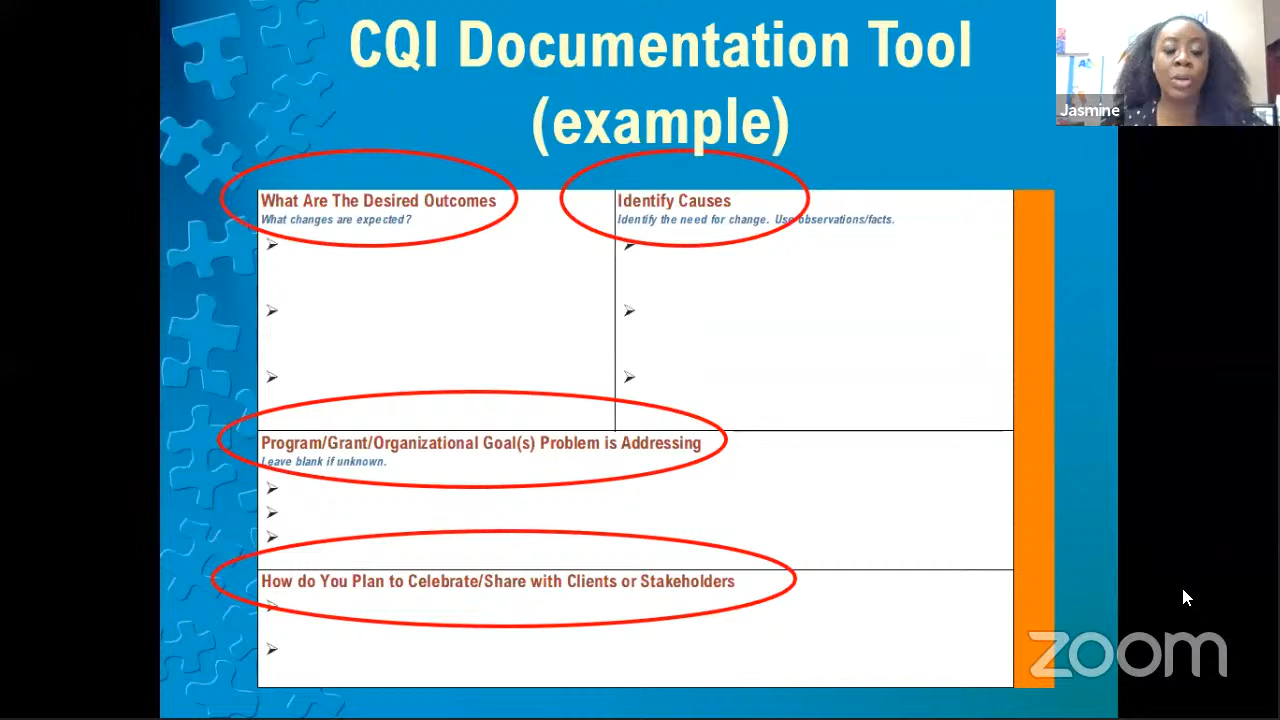 CQI Documentation Tool
(example)
Jasmine
What Are The Desired Outcomes
What changes are expected?
Identify Causes
Identify the need for change. Use observations/facts.
Program/Grant/Organizational Goal(s) Problem is Addressing
Leave blank if unknown.
How do You Plan to Celebrate/Share with Clients or Stakeholders
zoom